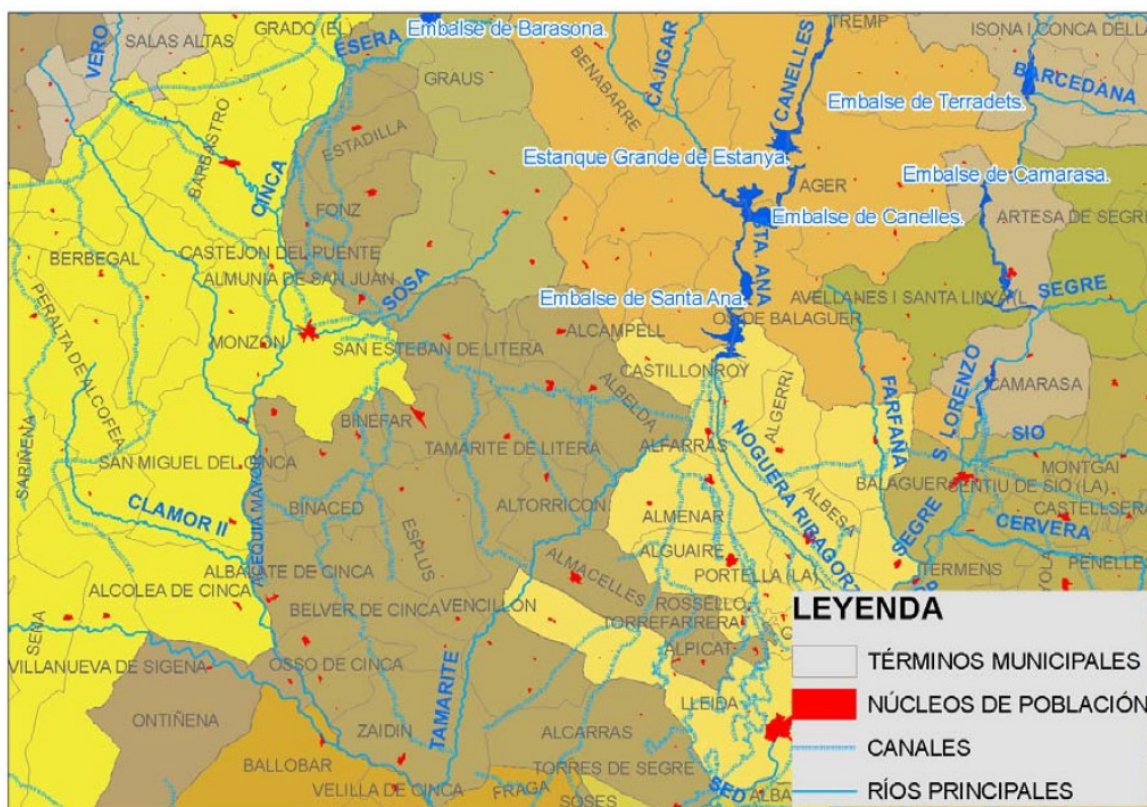 TREMP
ISONA I CONCA DELLA
GRADO (EL)
SALAS ALTAS
Embalse de Barasona.
ESERA
VERO
GRAUS
BENABARRE
CAJIGAR
CANELLES
BARCEDANA
Embalse de Terradets.
ESTADILLA
BARBASTRO
Estanque Grande de Estanya.
AGER
Embalse de Camarasa.
CINCA
FONZ
Embalse de Canelles.
ARTESA DE SEGRE
STA. ANA
CASTEJON DEL PUENTE
BERBEGAL
ALMUNIA DE SAN JUAN
SOSA
Embalse de Santa Ana.
AVELLANES I SANTA LINYA
SEGRE
OS DE BALAGUER
PERALTA DE ALCOFEA
MONZON
ALCAMPELL
SAN ESTEBAN DE LITERA
CASTILLONROY
S. LORENZO
CAMARASA
ALBELDA
ALGERRI
FARFAÑA
BINEFAR
SARIÑENA
TAMARITE DE LITERA
ALFARRAS
NOGUERA RIBAGORZ
SIO
SAN MIGUEL DEL CINCA
MONTGAI
BALAGUER
SENTIU DE SIO (LA)
ACEQUIA MAYOR
CLAMOR II
BINACED
ALTORRICON
ALMENAR
ALBESA
SEGRE
CASTELLSERA
CERVERA
ESPLUS
ALGUAIRE
ALBALATE DE CINCA
ALMACELLES
PORTELLA (LA)
TERMENS
PENELLE
ALCOLEA DE CINCA
BELVER DE CINCA
VENCILLON
ROSSELLO
TORREFARRERA
SENA
VILLANUEVA DE SIGENA
OSSO DE CINCA
ALPICAT
TAMARITE
LLEIDA
ONTIÑENA
ZAIDIN
ALCARRAS
BALLOBAR
TORRES DE SEGRE
VELILLA DE CINCA
FRAGA
SOSES
SED
ALBA
LEYENDA
TÉRMINOS MUNICIPALES
NÚCLEOS DE POBLACIÓN
CANALES
RÍOS PRINCIPALES